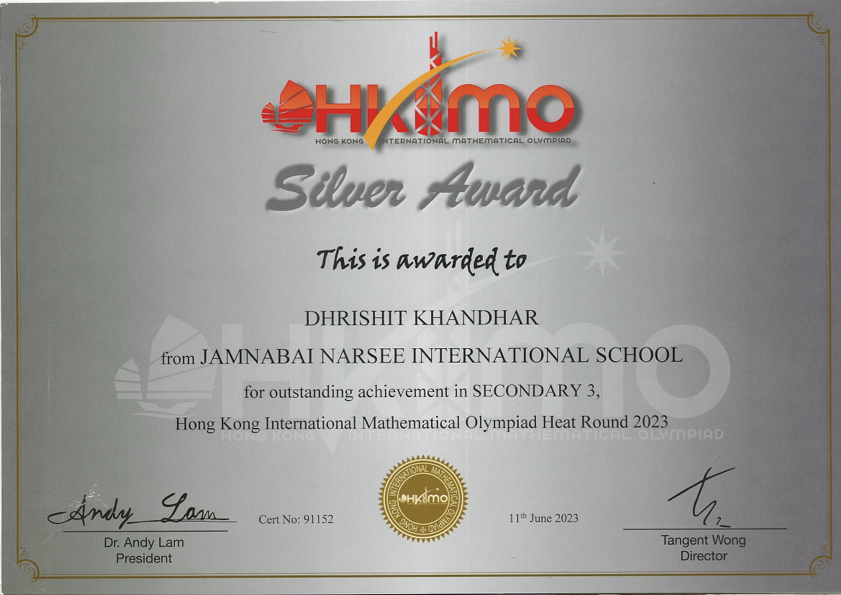 HKIMO
HONG KONG INTERNATIONAL MATHEMATICAL OLYMPIAD
Silver Award
This is awarded to
DHRISHIT KHANDHAR
from JAMNABAI NARSEE INTERNATIONAL SCHOOL
for outstanding achievement in SECONDARY 3,
Hong Kong International Mathematical Olympiad Heat Round 2023
HKIMO
HONG KONG INTERNATIONAL MATHEMATICAL OLYMPIAD
Andy Lam
Cert No: 91152
HONG KONG INTERNATIONAL MATHEMATICAL OLYMPIAD
HKIMO
11th June 2023
Dr. Andy Lam
President
Tangent Wong
Director